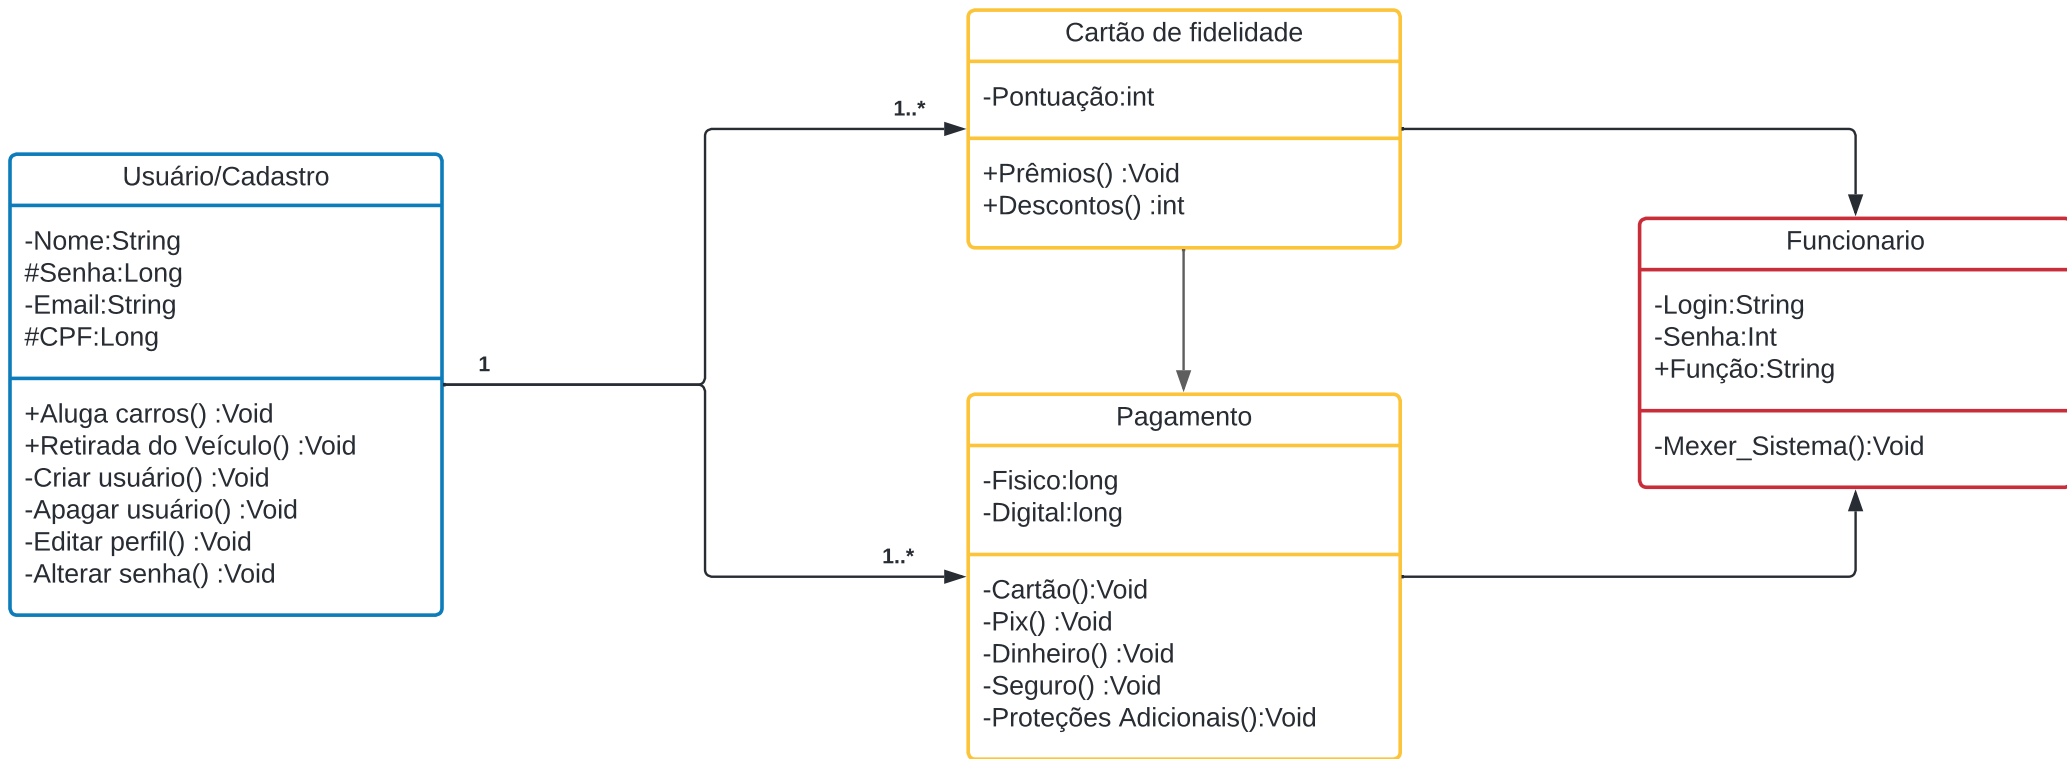 Usuário/Cadastro
-Nome:String
#Senha:Long
-Email:String
#CPF:Long
+Aluga carros() :Void
+Retirada do Veículo() :Void
-Criar usuário() :Void
-Apagar usuário() :Void
-Editar perfil() :Void
-Alterar senha() :Void
1
1..*
1..*
Cartão de fidelidade
-Pontuação:int
+Prêmios() :Void
+Descontos() :int
Pagamento
-Fisico:long
-Digital:long
-Cartão():Void
-Pix() :Void
-Dinheiro() :Void
-Seguro() :Void
-Proteções Adicionais():Void
Funcionario
-Login:String
-Senha:Int
+Função:String
-Mexer_Sistema():Void